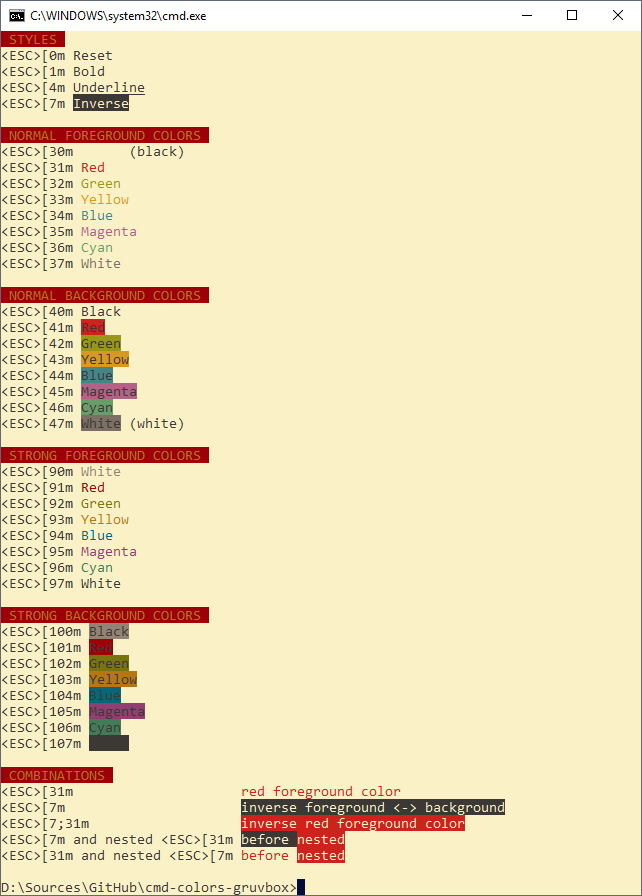 C:\WINDOWS\system32\cmd.exe
STYLES
<ESC>[0m Reset
<ESC>[1m Bold
<ESC>[4m Underline
<ESC>[7m Inverse
NORMAL FOREGROUND COLORS
<ESC>[30m       (black)
<ESC>[31m Red
<ESC>[32m Green
<ESC>[33m Yellow
<ESC>[34m Blue
<ESC>[35m Magenta
<ESC>[36m Cyan
<ESC>[37m White
NORMAL BACKGROUND COLORS
<ESC>[40m Black
<ESC>[41m Red
<ESC>[42m Green
<ESC>[43m Yellow
<ESC>[44m Blue
<ESC>[45m Magenta
<ESC>[46m Cyan
<ESC>[47m White (white)
STRONG FOREGROUND COLORS
<ESC>[90m White
<ESC>[91m Red
<ESC>[92m Green
<ESC>[93m Yellow
<ESC>[94m Blue
<ESC>[95m Magenta
<ESC>[96m Cyan
<ESC>[97m White
STRONG BACKGROUND COLORS
<ESC>[100m Black
<ESC>[101m Red
<ESC>[102m Green
<ESC>[103m Yellow
<ESC>[104m Blue
<ESC>[105m Magenta
<ESC>[106m Cyan
<ESC>[107m
COMBINATIONS
<ESC>[31m                     red foreground color
<ESC>[7m                      inverse foreground <-> background
<ESC>[7;31m                   inverse red foreground color
<ESC>[7m and nested <ESC>[31m before nested
<ESC>[31m and nested <ESC>[7m before nested
D:\Sources\GitHub\cmd-colors-gruvbox>